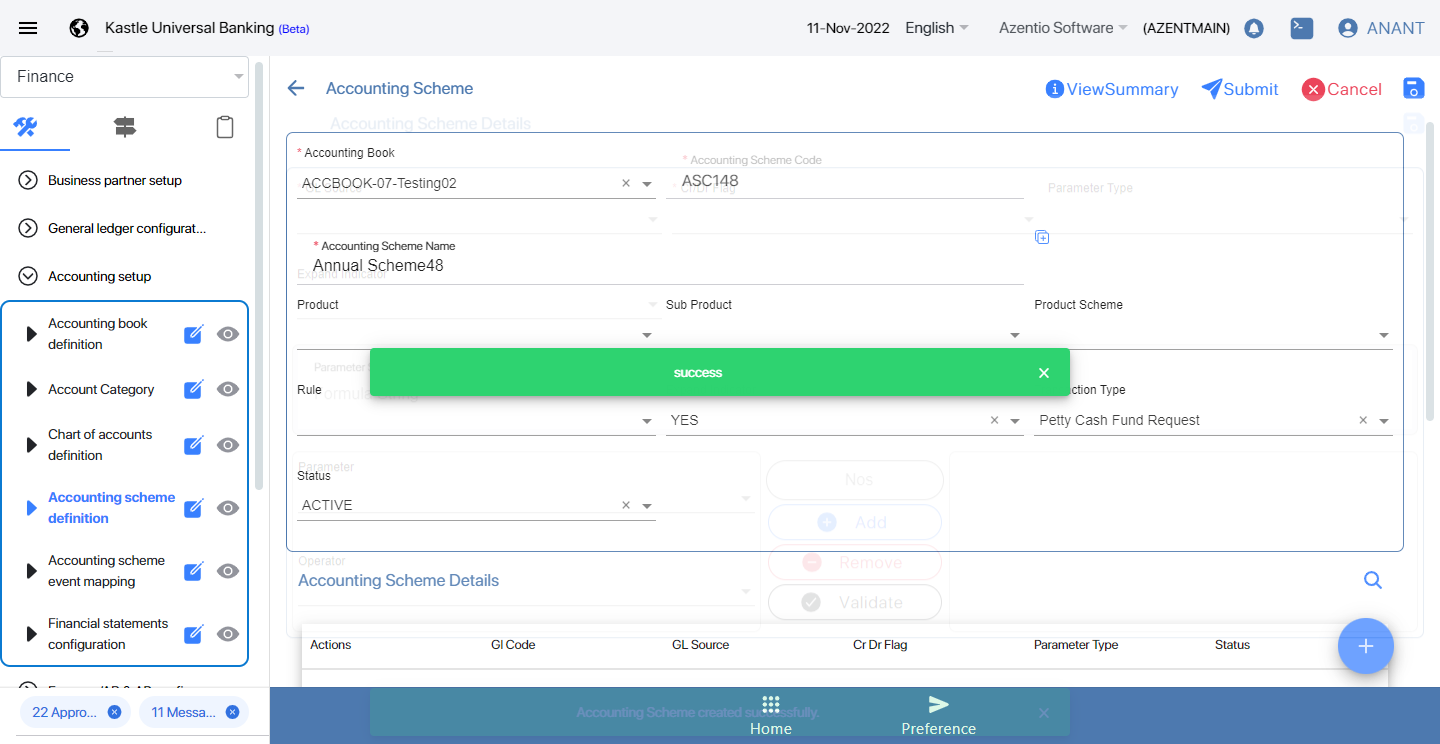 Kastle Universal Banking (Beta)
11-Nov-2022
English
Azentio Software
(AZENTMAIN)
ANANT
Finance
Accounting Scheme
ViewSummary
Submit
Cancel
Accounting Scheme Details
Business partner setup
General ledger configurat...
Accounting setup
Accounting book
definition
Account Category
Chart of accounts
definition
Accounting scheme
definition
Accounting scheme
event mapping
Financial statements
configuration
* Accounting Book
ACCBOOK-07-Testing02
* Accounting Scheme Code
ASC148
Cr/Dr Flag
Parameter Type
* Accounting Scheme Name
Annual Scheme48
Expand Indicator
Product
Sub Product
Product Scheme
success
Rule
YES
ction Type
Petty Cash Fund Request
Parameter
Status
ACTIVE
Nos
Add
Remove
Validate
Operator
Accounting Scheme Details
Actions
Gl Code
GL Source
Cr Dr Flag
Parameter Type
Status
22 Appro...
11 Messa...
Accounting Scheme created successfully.
Home
Preference